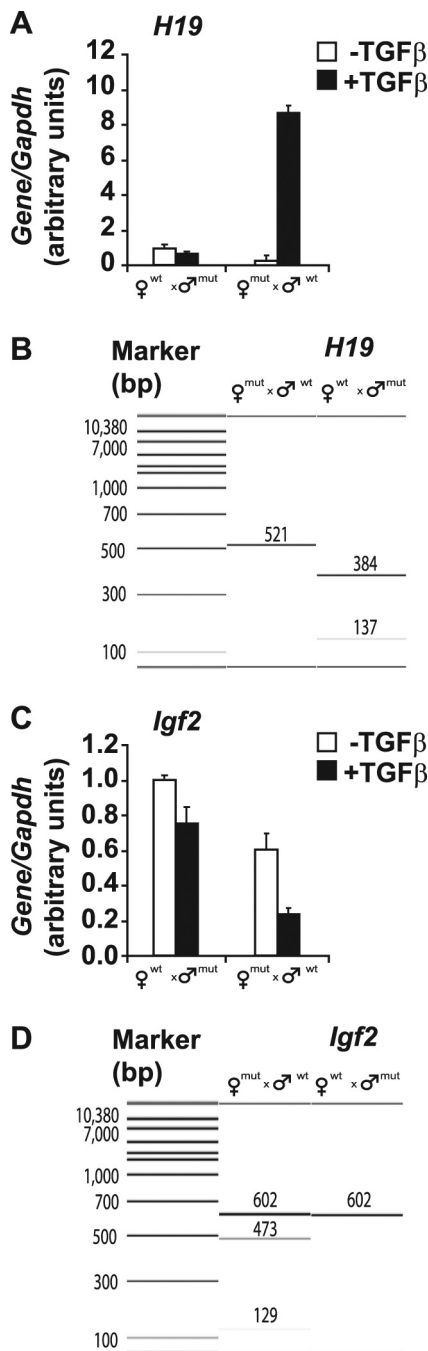 A
H19
-TGFβ
+TGFβ
Gene/Gapdh
(arbitrary units)
12
10
8
6
4
2
0
♀wt x ♂mut
♀mut x ♂wt
B
Marker
(bp)
H19
♀mut x ♂wt
♀wt x ♂mut
10,380
7,000
1,000
700
500
300
100
521
384
137
C
Igf2
-TGFβ
+TGFβ
Gene/Gapdh
(arbitrary units)
1.2
1.0
0.8
0.6
0.4
0.2
0.0
♀wt x ♂mut
♀mut x ♂wt
D
Marker
(bp)
Igf2
♀mut x ♂wt
♀wt x ♂mut
10,380
7,000
1,000
700
500
300
100
602
602
473
129